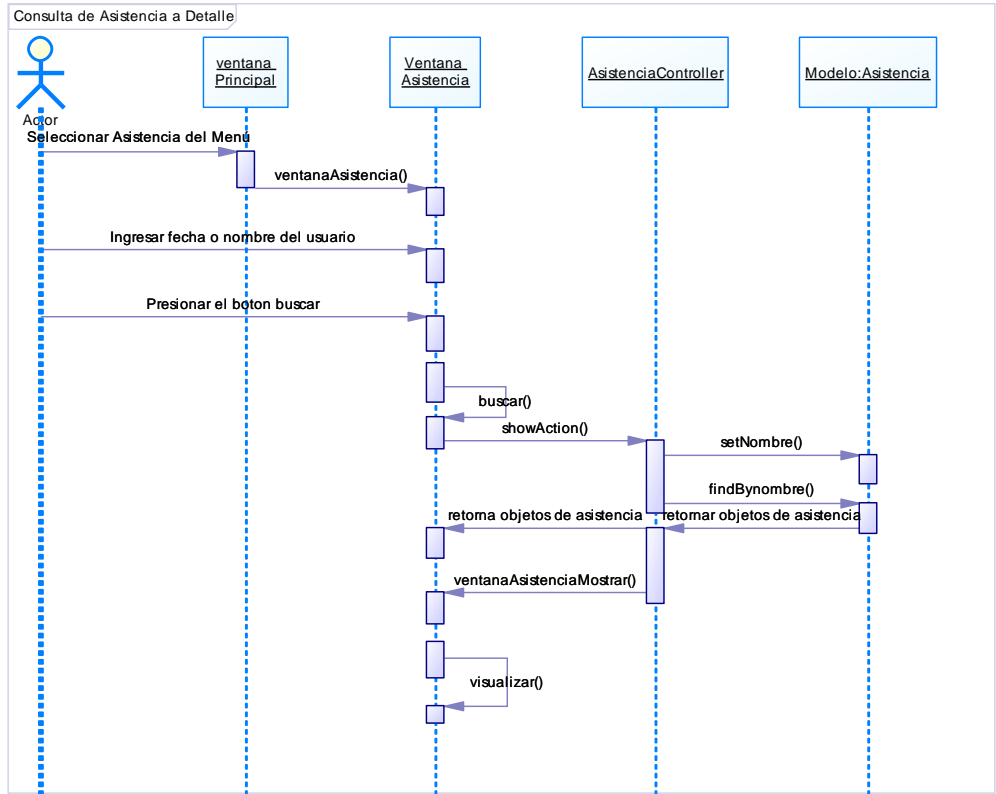 Consulta de Asistencia a Detalle
ventana
Principal
Ventana
Asistencia
AsistenciaController
Modelo:Asistencia
Actor
Seleccionar Asistencia del Menú
ventanaAsistencia()
Ingresar fecha o nombre del usuario
Presionar el boton buscar
buscar()
showAction()
setNombre()
findBynombre()
retorna objetos de asistencia
retornar objetos de asistencia
ventanaAsistenciaMostrar()
visualizar()